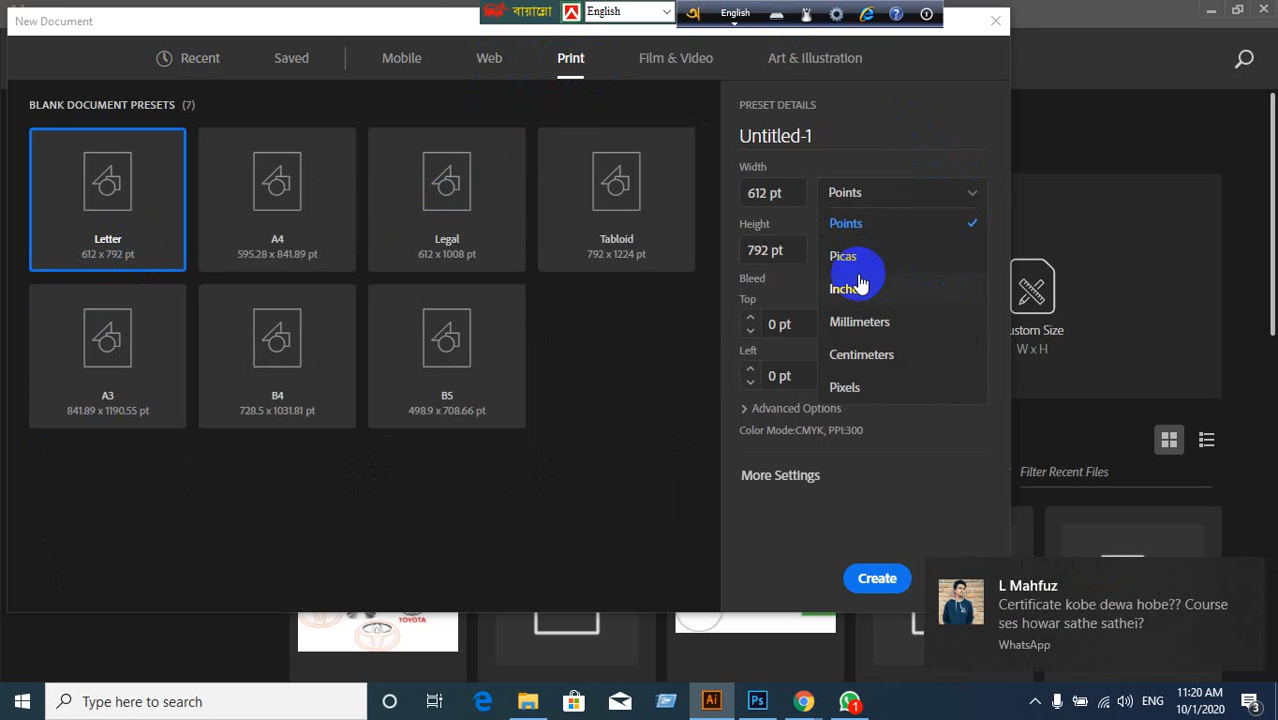 New Document
বায়ান্নো
English
English
Recent
Saved
Mobile
Web
Print
Film & Video
Art & Illustration
BLANK DOCUMENT PRESETS (7)
Letter
612 x 792 pt
A4
595.28 x 841.89 pt
Legal
612 x 1008 pt
Tabloid
792 x 1224 pt
A3
841.89 x 1190.55 pt
B4
728.5 x 1031.81 pt
B5
498.9 x 708.66 pt
PRESET DETAILS
Untitled-1
Width
612 pt
Points
Height
792 pt
Bleed
Top
0 pt
Left
0 pt
Points
Picas
Millimeters
Centimeters
Pixels
Advanced Options
Color Mode:CMYK, PPI:300
More Settings
Create
Size
W x H
Filter Recent Files
TOYOTA
L Mahfuz
Certificate kobe dewa hobe?? Course
ses howar sathe sathei?
WhatsApp
Type here to search
Ai
Ps
1
ENG
11:20 AM
10/1/2020
3